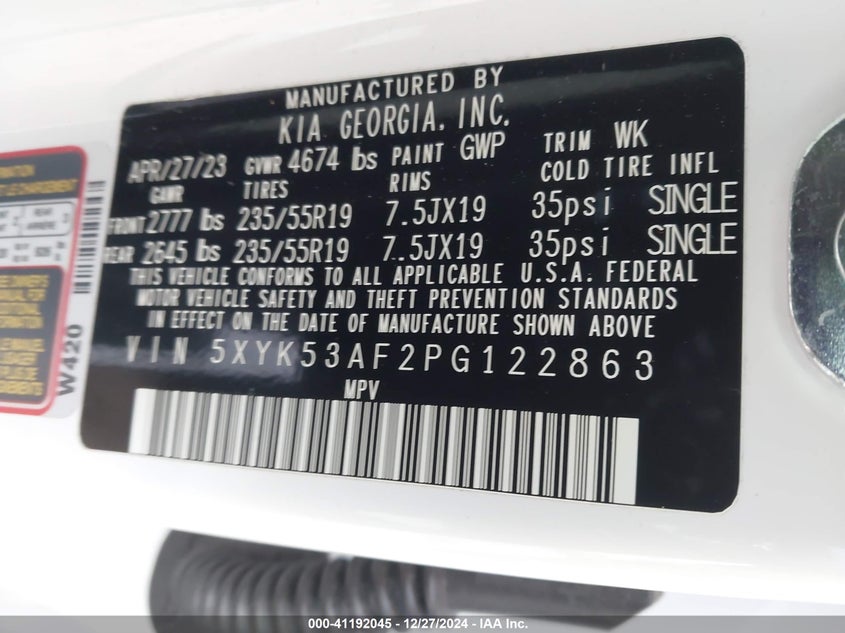 MANUFACTURED BY
KIA GEORGIA, INC.
APR/27/23 GVWR 4674 lbs PAINT GWP TRIM WK
GAWR TIRES RIMS COLD TIRE INFL
FRONT 2777 lbs 235/55R19 7.5JX19 35psi SINGLE
REAR 2645 lbs 235/55R19 7.5JX19 35psi SINGLE
THIS VEHICLE CONFORMS TO ALL APPLICABLE U.S.A. FEDERAL
MOTOR VEHICLE SAFETY AND THEFT PREVENTION STANDARDS
IN EFFECT ON THE DATE OF MANUFACTURE SHOWN ABOVE
VIN 5XYK53AF2PG122863
MPV
W420
REAR
000-41192045 - 12/27/2024 - IAA Inc.